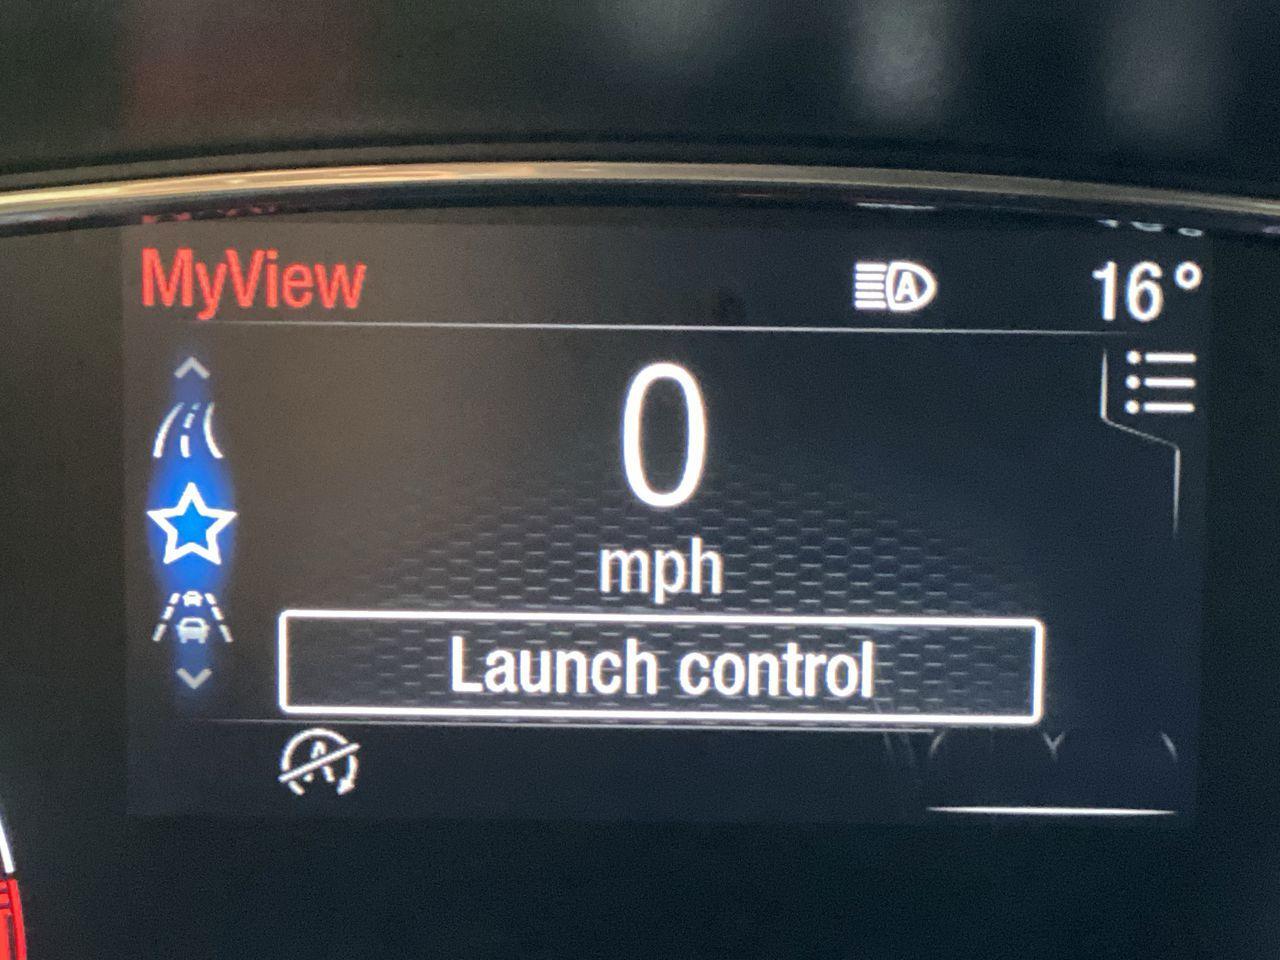 MyView
A
16°
0
mph
Launch control
A